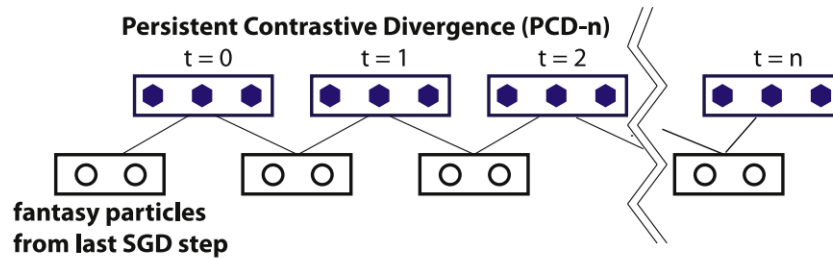 Persistent Contrastive Divergence (PCD-n)
t = 0 t = 1 t = 2 t = n
fantasy particles
from last SGD step